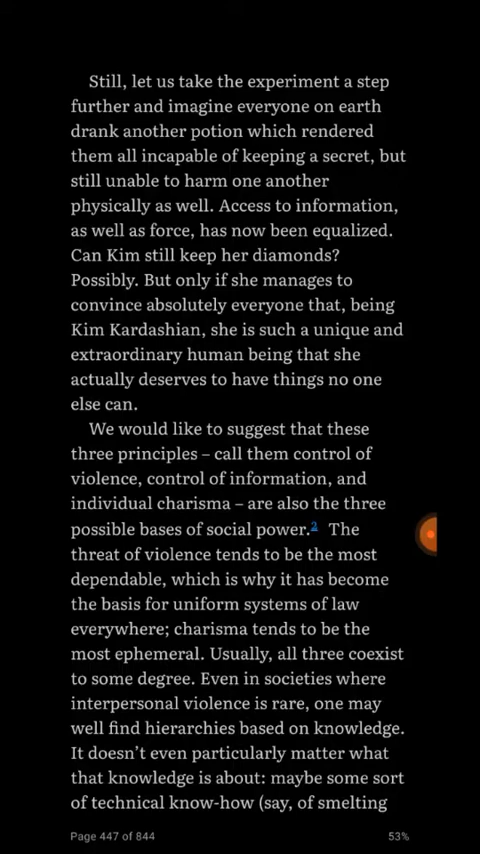 Still, let us take the experiment a step
further and imagine everyone on earth
drank another potion which rendered
them all incapable of keeping a secret, but
still unable to harm one another
physically as well. Access to information,
as well as force, has now been equalized.
Can Kim still keep her diamonds?
Possibly. But only if she manages to
convince absolutely everyone that, being
Kim Kardashian, she is such a unique and
extraordinary human being that she
actually deserves to have things no one
else can.
We would like to suggest that these
three principles – call them control of
violence, control of information, and
individual charisma – are also the three
possible bases of social power.2 The
threat of violence tends to be the most
dependable, which is why it has become
the basis for uniform systems of law
everywhere; charisma tends to be the
most ephemeral. Usually, all three coexist
to some degree. Even in societies where
interpersonal violence is rare, one may
well find hierarchies based on knowledge.
It doesn’t even particularly matter what
that knowledge is about: maybe some sort
of technical know-how (say, of smelting
Page 447 of 844 53%